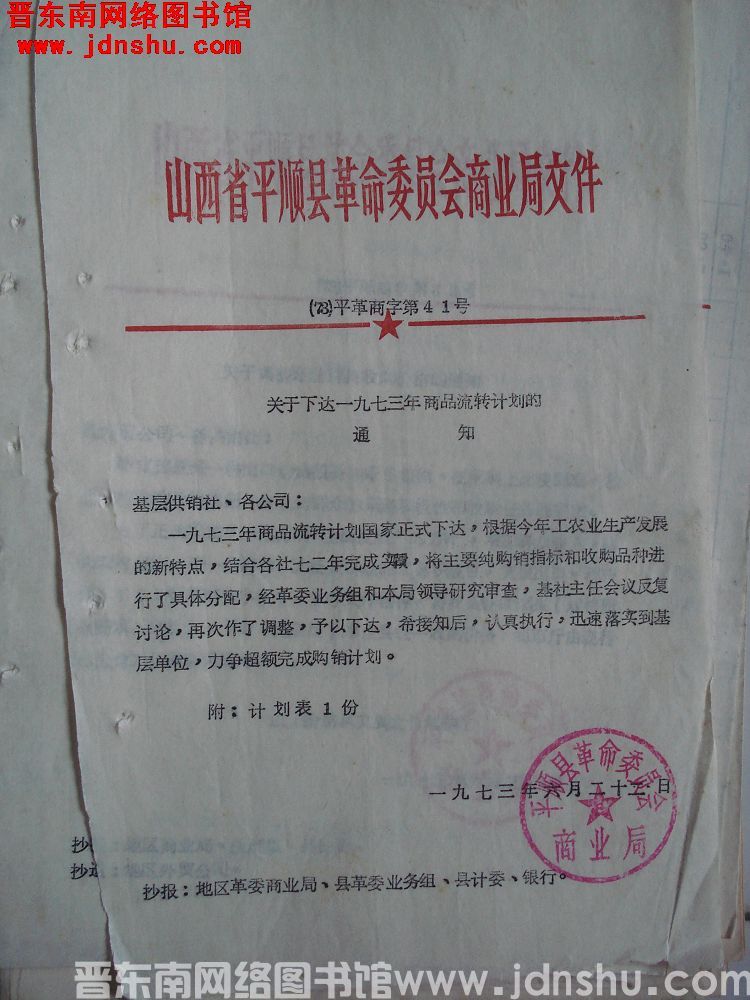 晋东南网络图书馆
www.jdnshu.com
山西省平顺县革命委员会商业局文件
(73)平革商字第41号
关于下达一九七三年商品流转计划的
通 知
基层供销社、各公司：
一九七三年商品流转计划国家正式下达，根据今年工农业生产发展
的新特点，结合各社七二年完成实绩，将主要纯购销指标和收购品种进
行了具体分配，经革委业务组和本局领导研究审查，基社主任会议反复
讨论，再次作了调整，予以下达，希接知后，认真执行，迅速落实到基
层单位，力争超额完成购销计划。
附：计划表1份
一九七三年六月二十三日
平顺县革命委员会
商业局
抄
抄
抄报：地区革委商业局、县革委业务组、县计委、银行。
晋东南网络图书馆www.jdnshu.com